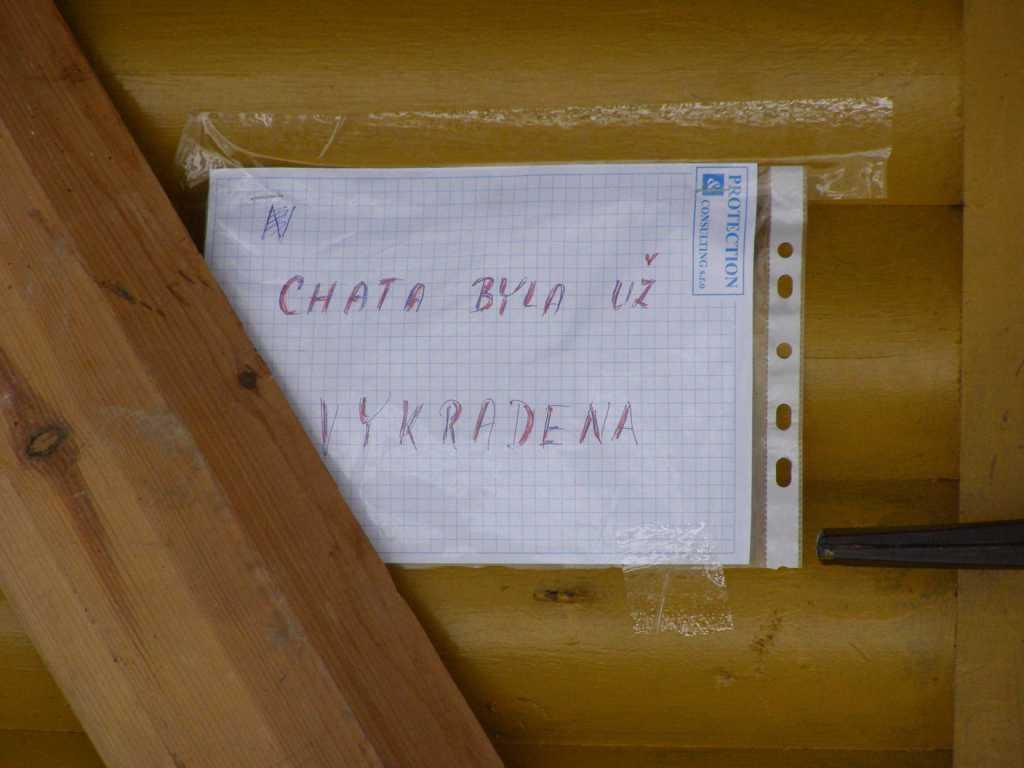 PROTECTION
& CONSULTING s.r.o
CHATA BYLA UŽ
VYKRADENA